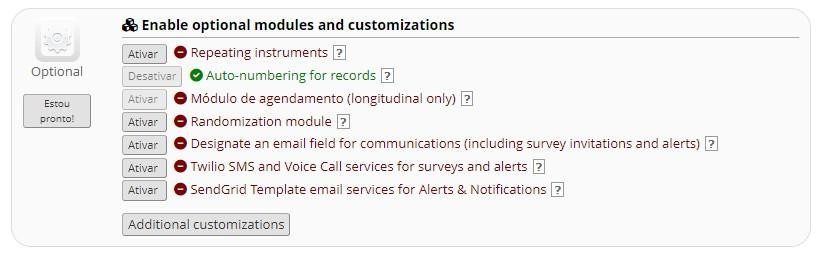 Enable optional modules and customizations
Optional
Estou
pronto!
Ativar Repeating instruments ?
Desativar Auto-numbering for records ?
Ativar Módulo de agendamento (longitudinal only) ?
Ativar Randomization module ?
Ativar Designate an email field for communications (including survey invitations and alerts) ?
Ativar Twilio SMS and Voice Call services for surveys and alerts ?
Ativar SendGrid Template email services for Alerts & Notifications ?
Additional customizations